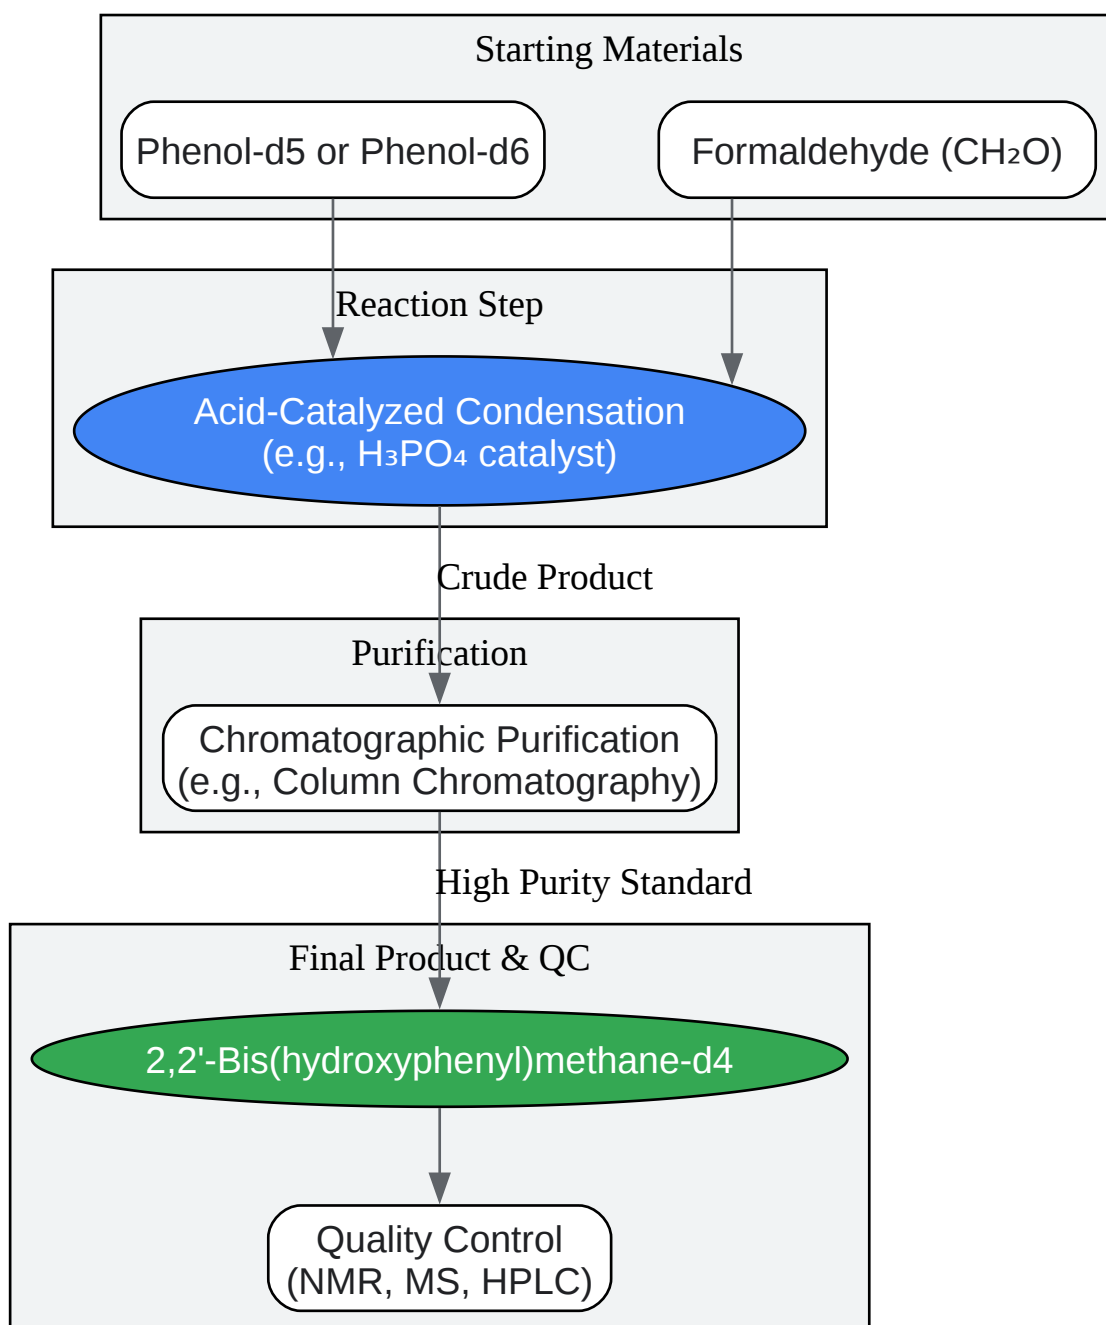 Starting Materials
Phenol-d5 or Phenol-d6
Formaldehyde (CH₂O)
Reaction Step
Acid-Catalyzed Condensation
(e.g., H₃PO₄ catalyst)
Crude Product
Purification
Chromatographic Purification
(e.g., Column Chromatography)
High Purity Standard
Final Product & QC
2,2'-Bis(hydroxyphenyl)methane-d4
Quality Control
(NMR, MS, HPLC)